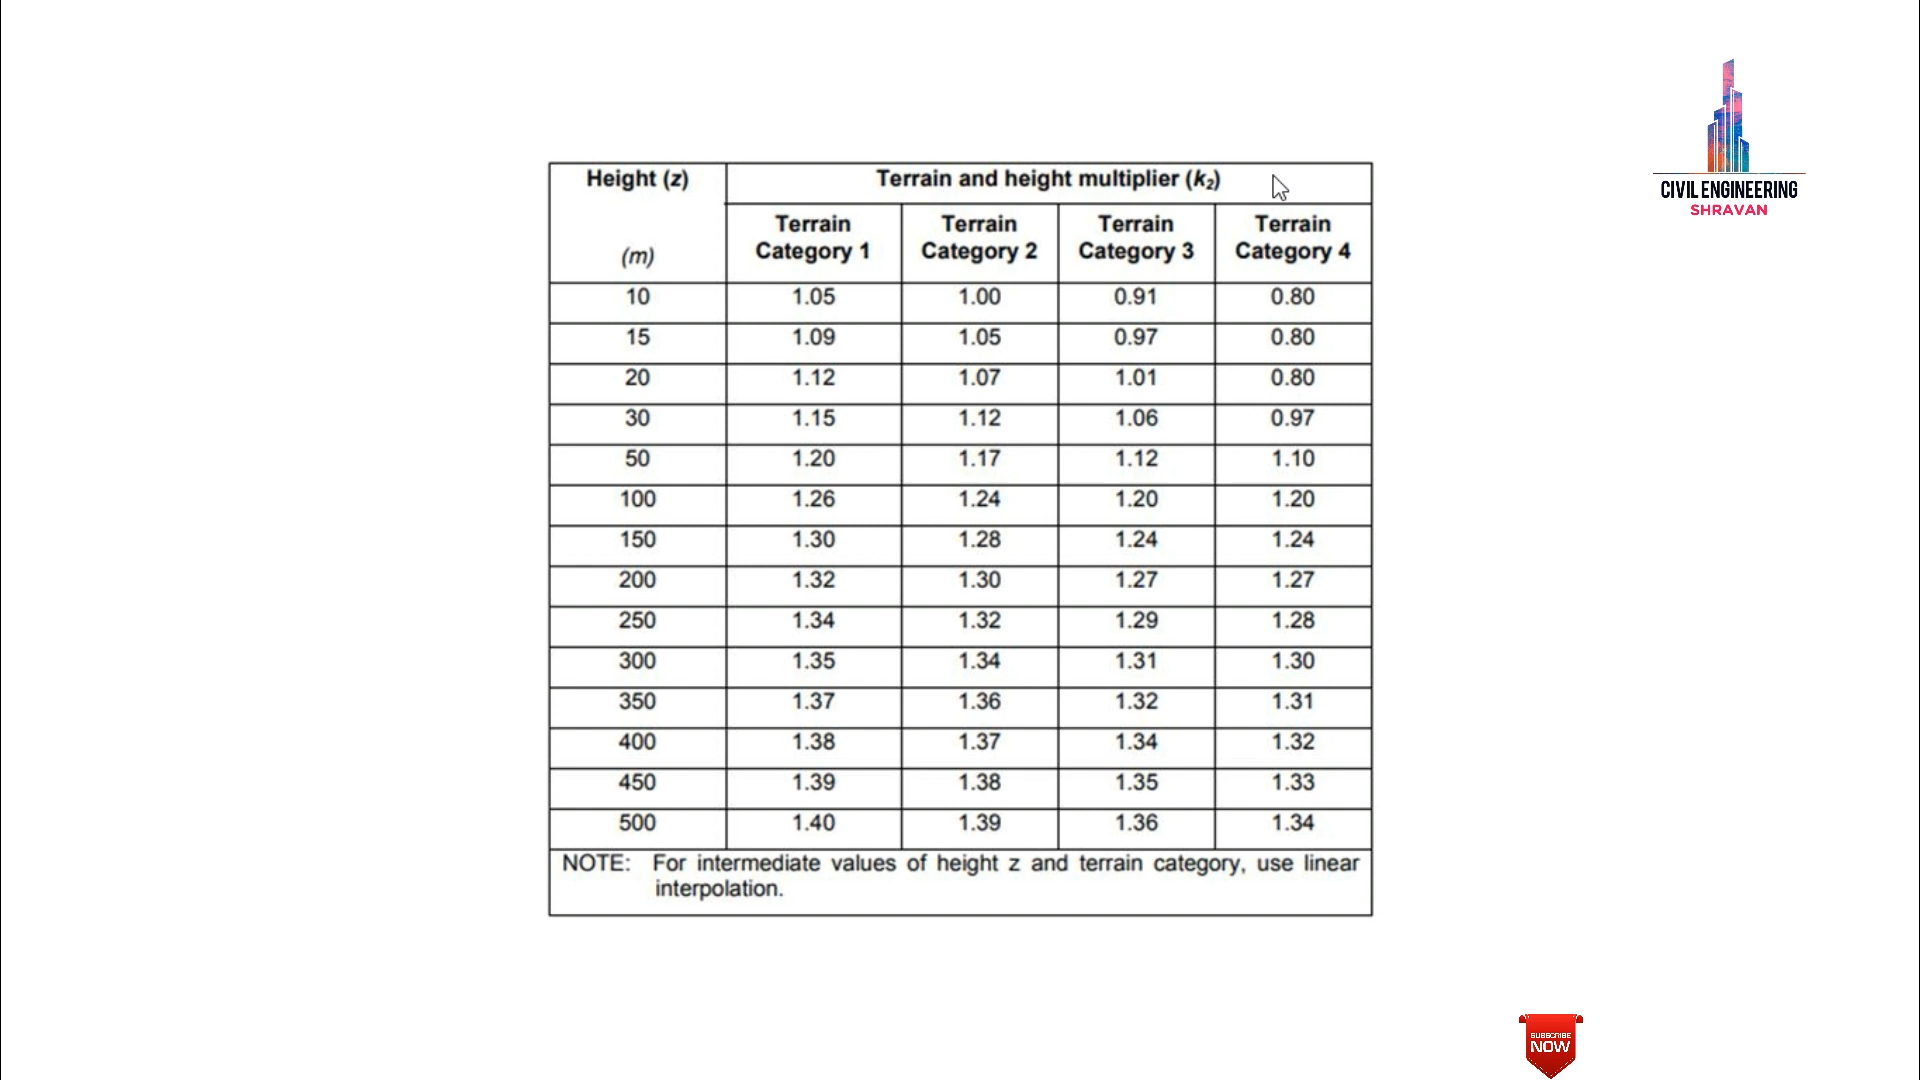 Height (z) Terrain and height multiplier (k2)
(m) Terrain Category 1 Terrain Category 2 Terrain Category 3 Terrain Category 4
10 1.05 1.00 0.91 0.80
15 1.09 1.05 0.97 0.80
20 1.12 1.07 1.01 0.80
30 1.15 1.12 1.06 0.97
50 1.20 1.17 1.12 1.10
100 1.26 1.24 1.20 1.20
150 1.30 1.28 1.24 1.24
200 1.32 1.30 1.27 1.27
250 1.34 1.32 1.29 1.28
300 1.35 1.34 1.31 1.30
350 1.37 1.36 1.32 1.31
400 1.38 1.37 1.34 1.32
450 1.39 1.38 1.35 1.33
500 1.40 1.39 1.36 1.34
NOTE: For intermediate values of height z and terrain category, use linear
interpolation.
CIVIL ENGINEERING
SHRAVAN
SUBSCRIBE
NOW